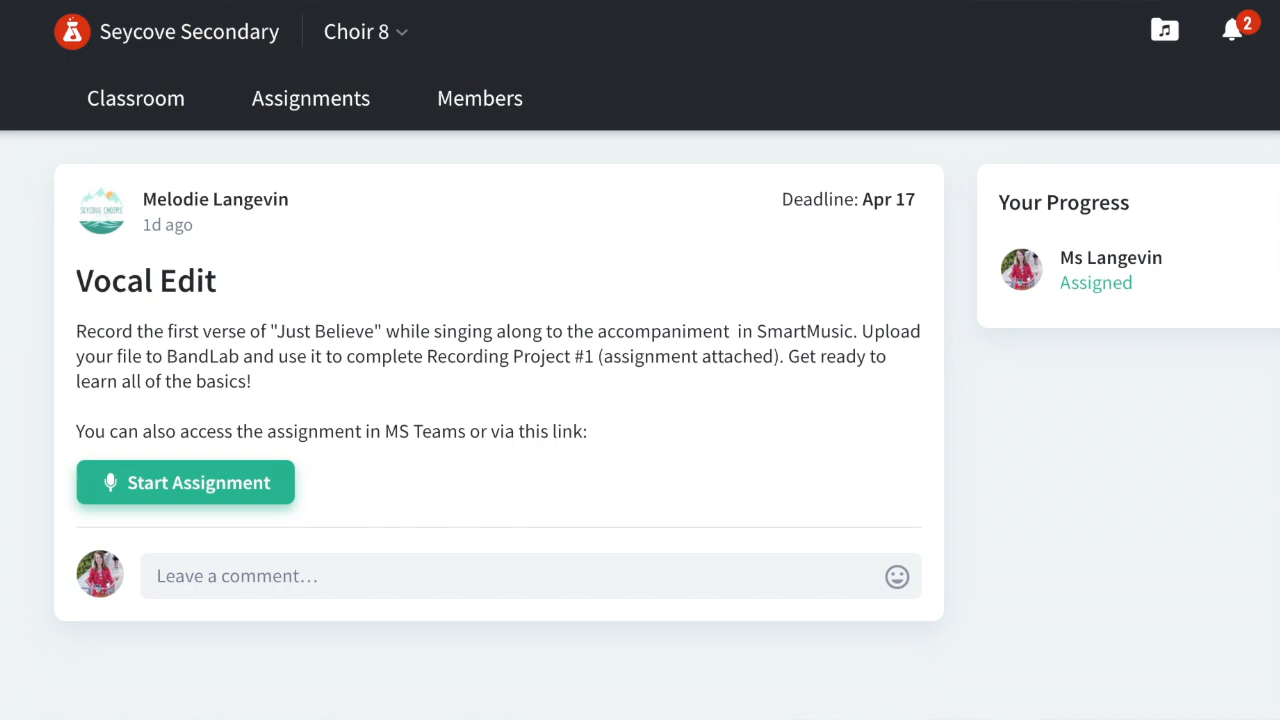 Seycove Secondary
Choir 8
2
Classroom
Assignments
Members
SEYCOVE CHOIRS
Melodie Langevin
1d ago
Deadline: Apr 17
Vocal Edit
Record the first verse of "Just Believe" while singing along to the accompaniment in SmartMusic. Upload
your file to BandLab and use it to complete Recording Project #1 (assignment attached). Get ready to
learn all of the basics!
You can also access the assignment in MS Teams or via this link:
Start Assignment
Leave a comment…
Your Progress
Ms Langevin
Assigned